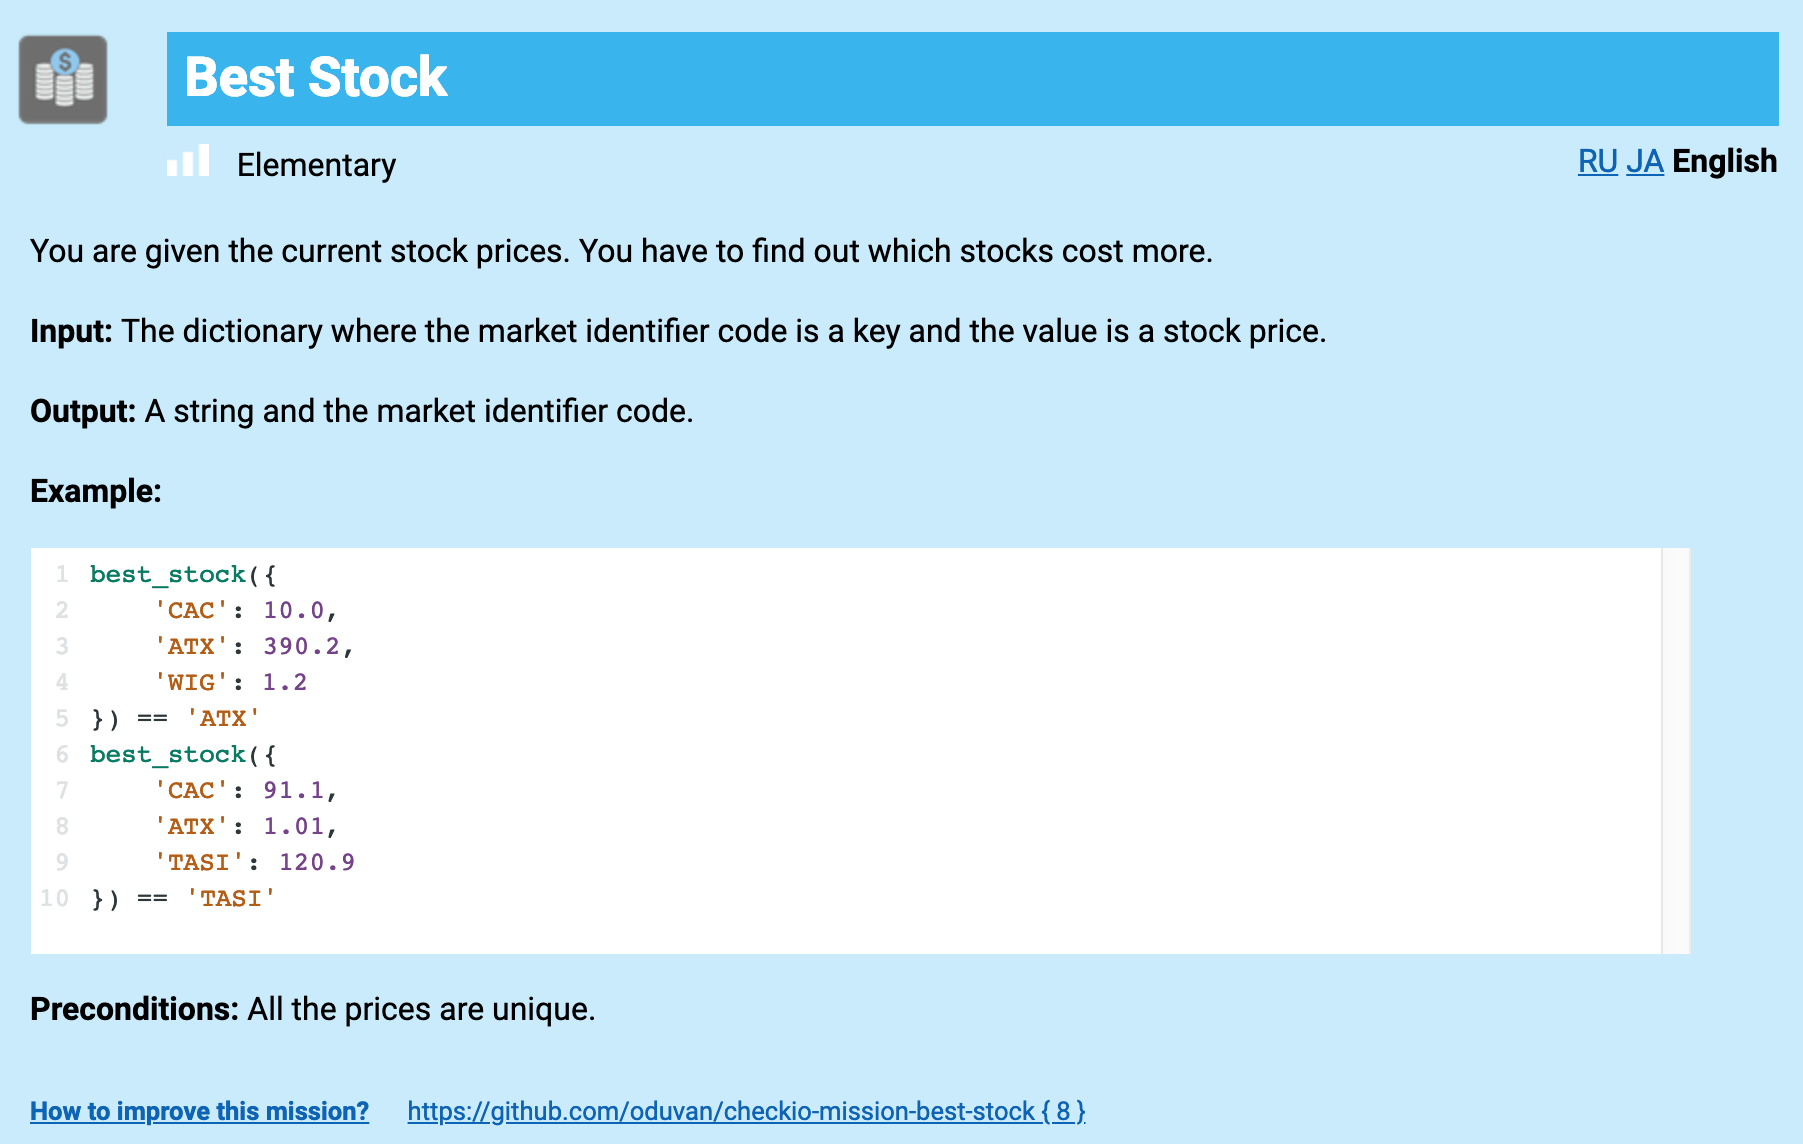 $
Best Stock
Elementary
RU JA English
You are given the current stock prices. You have to find out which stocks cost more.
Input: The dictionary where the market identifier code is a key and the value is a stock price.
Output: A string and the market identifier code.
Example:
1 best_stock({
2     'CAC': 10.0,
3     'ATX': 390.2,
4     'WIG': 1.2
5 }) == 'ATX'
6 best_stock({
7     'CAC': 91.1,
8     'ATX': 1.01,
9     'TASI': 120.9
10 }) == 'TASI'
Preconditions: All the prices are unique.
How to improve this mission? https://github.com/oduvan/checkio-mission-best-stock { 8 }